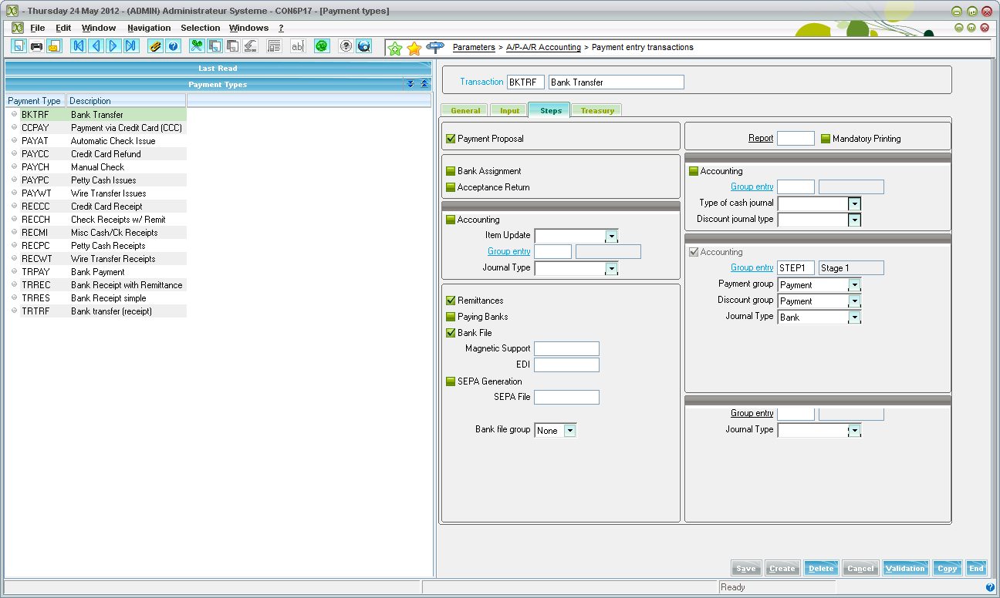 - Thursday 24 May 2012 - (ADMIN) Administrateur Systeme - CON6P17 - [Payment types]
File Edit Window Navigation Selection Windows ?
Parameters > A/P-A/R Accounting > Payment entry transactions
Last Read
Payment Types
Payment Type Description
BKTRF Bank Transfer
CCPAY Payment via Credit Card (CCC)
PAYAT Automatic Check Issue
PAYCC Credit Card Refund
PAYCH Manual Check
PAYPC Petty Cash Issues
PAYWT Wire Transfer Issues
RECCC Credit Card Receipt
RECCH Check Receipts w/ Remit
RECMI Misc Cash/Ck Receipts
RECPC Petty Cash Receipts
RECWT Wire Transfer Receipts
TRPAY Bank Payment
TRREC Bank Receipt with Remittance
TRRES Bank Receipt simple
TRTRF Bank transfer (receipt)
Transaction BKTRF Bank Transfer
General Input Steps Treasury
Payment Proposal
Bank Assignment
Acceptance Return
Accounting
Item Update
Group entry
Journal Type
Remittances
Paying Banks
Bank File
Magnetic Support
EDI
SEPA Generation
SEPA File
Bank file group None
Report Mandatory Printing
Accounting
Group entry
Type of cash journal
Discount journal type
Accounting
Group entry STEP1 Stage 1
Payment group Payment
Discount group Payment
Journal Type Bank
Group entry
Journal Type
Save Create Delete Cancel Validation Copy End
Ready